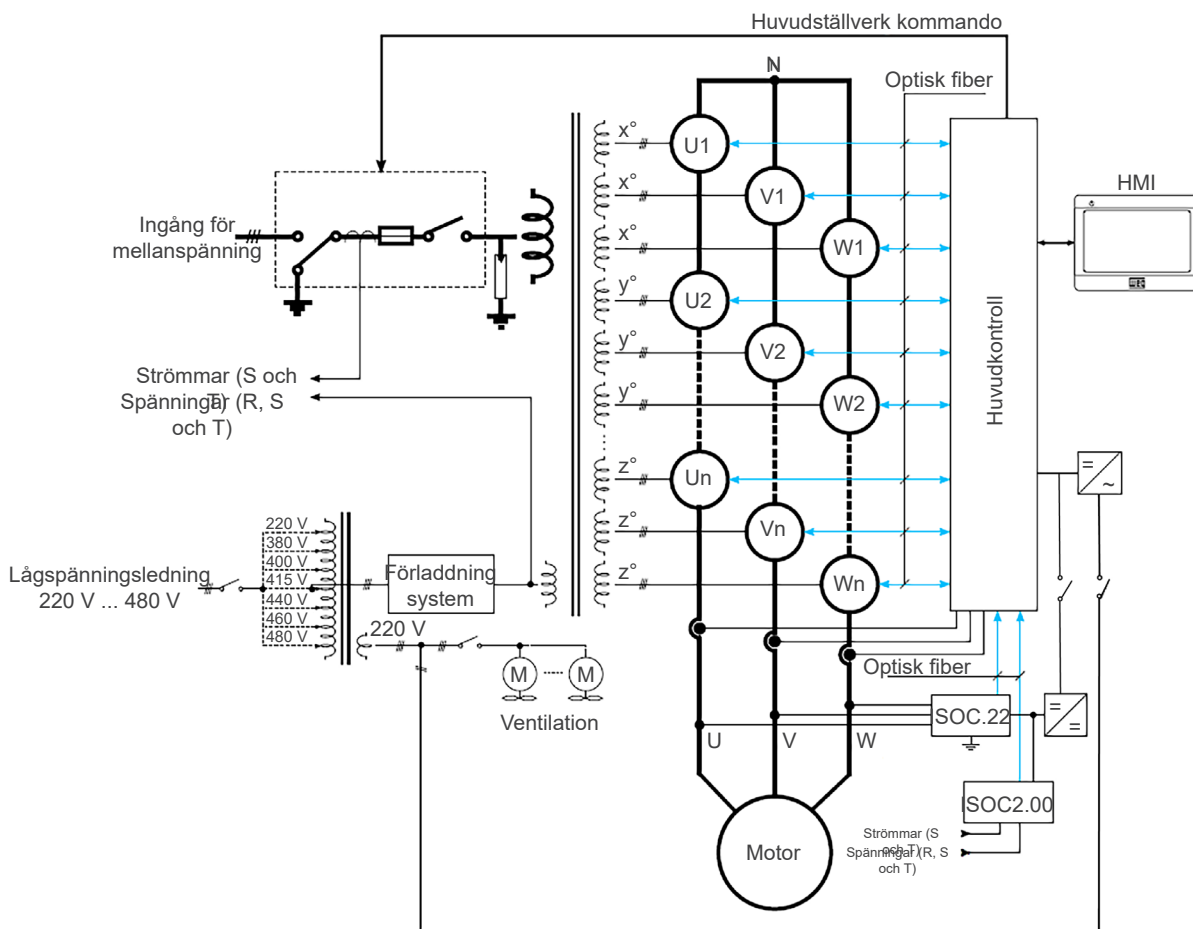 Huvudställverk kommando
N
Optisk fiber
x°
U1
x°
V1
HMI
Ingång för
mellanspänning
x°
W1
y°
U2
Huvudkontroll
y°
V2
Strömmar (S och
T)
Spänningar (R, S
och T)
y°
W2
z°
Un
=
~
220 V
380 V
400 V
415 V
440 V
460 V
480 V
z°
Vn
Lågspänningsledning
220 V ... 480 V
Förladdning
system
z°
Wn
220 V
M
M
Ventilation
Optisk fiber
SOC.22
=
=
U
V
W
ISOC2.00
Motor
Strömmar (S
och T)
Spänningar (R, S
och T)